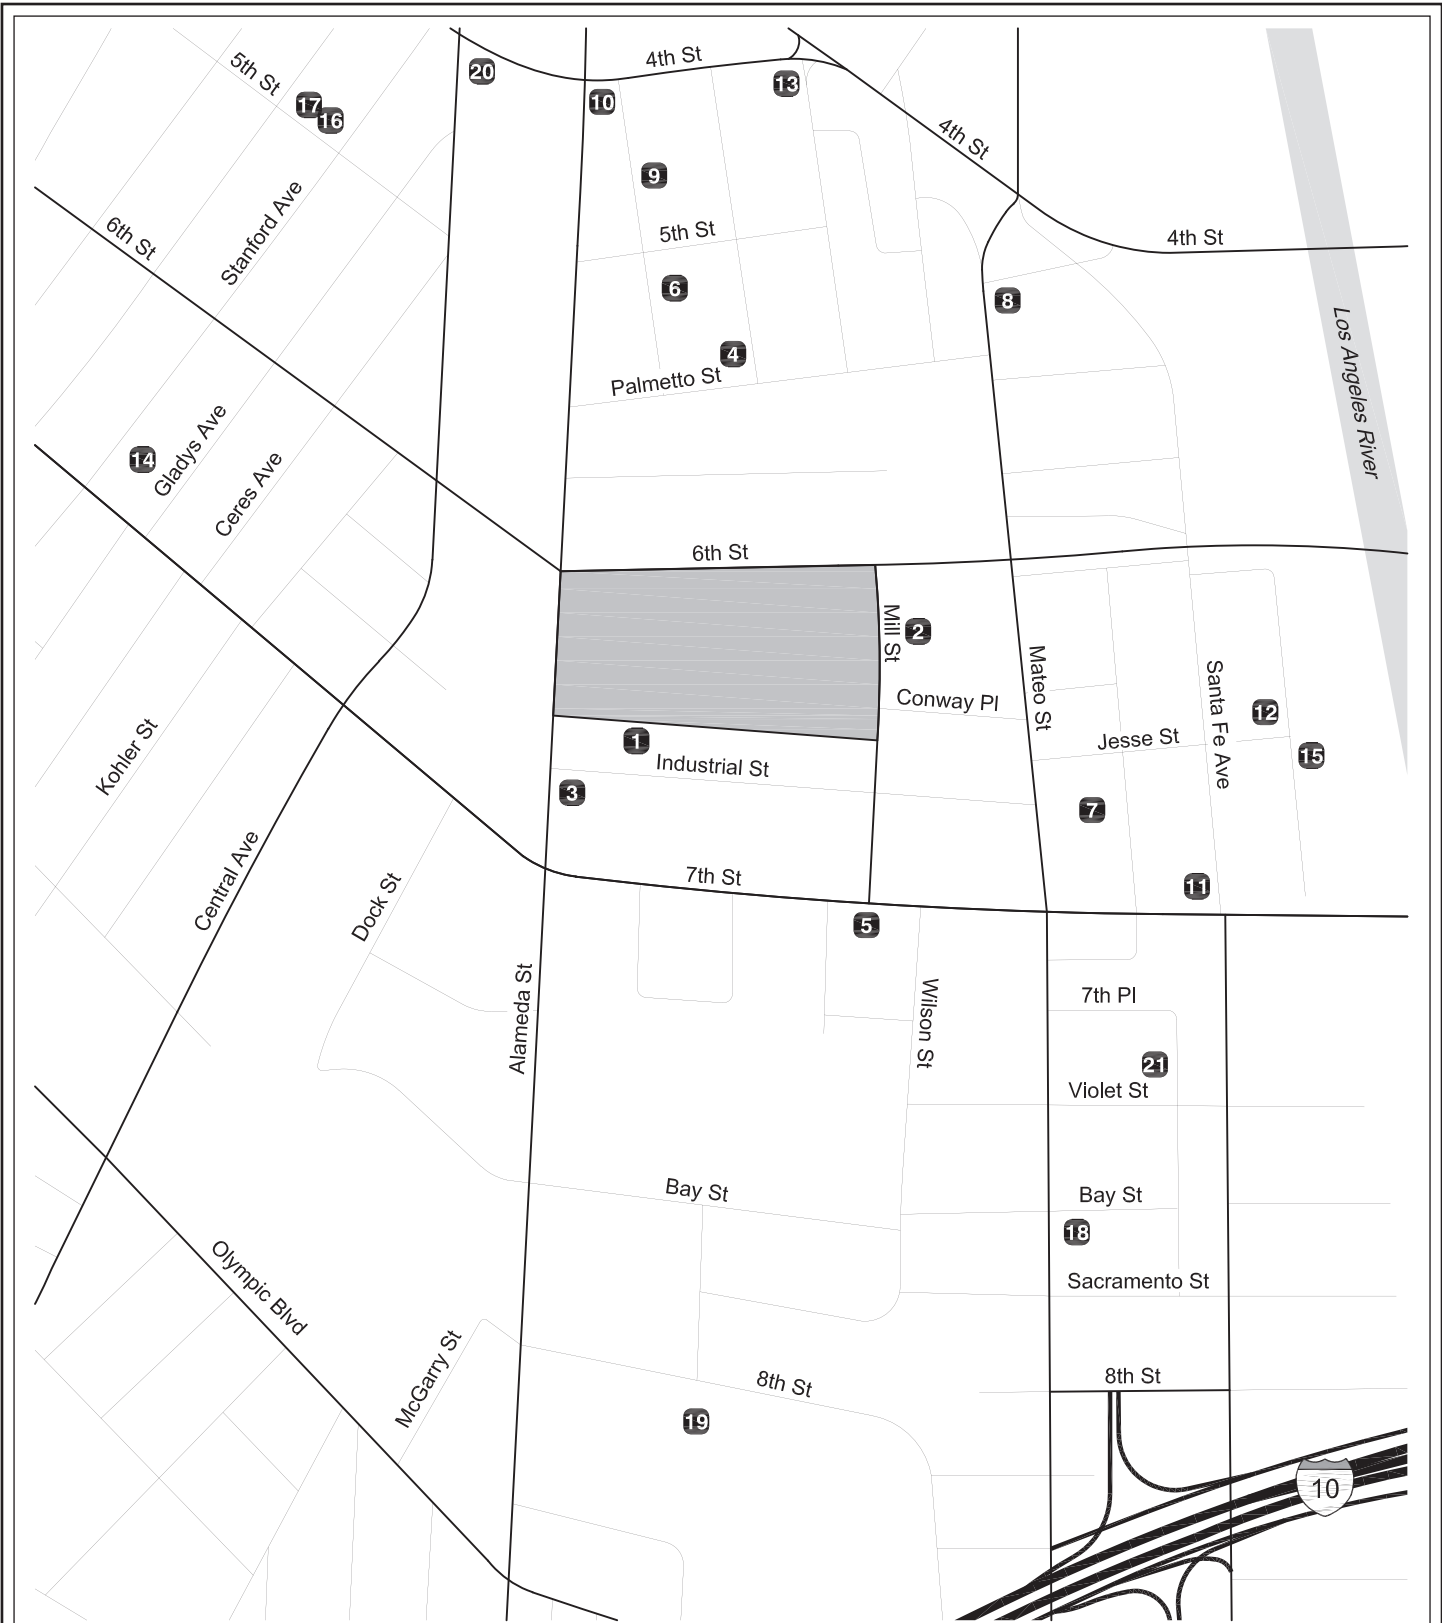 4th St
5th St
20
17
16
10
13
4th St
9
Stanford Ave
6th St
5th St
4th St
6
8
4
Palmetto St
Los Angeles River
14
Gladys Ave
Ceres Ave
6th St
Mill St
2
Mateo St
Conway Pl
Santa Fe Ave
12
1
Industrial St
Jesse St
15
Kohler St
3
7
Central Ave
7th St
11
Dock St
5
Alameda St
Wilson St
7th Pl
21
Violet St
Bay St
Bay St
18
Olympic Blvd
Sacramento St
McGarry St
8th St
8th St
19
10